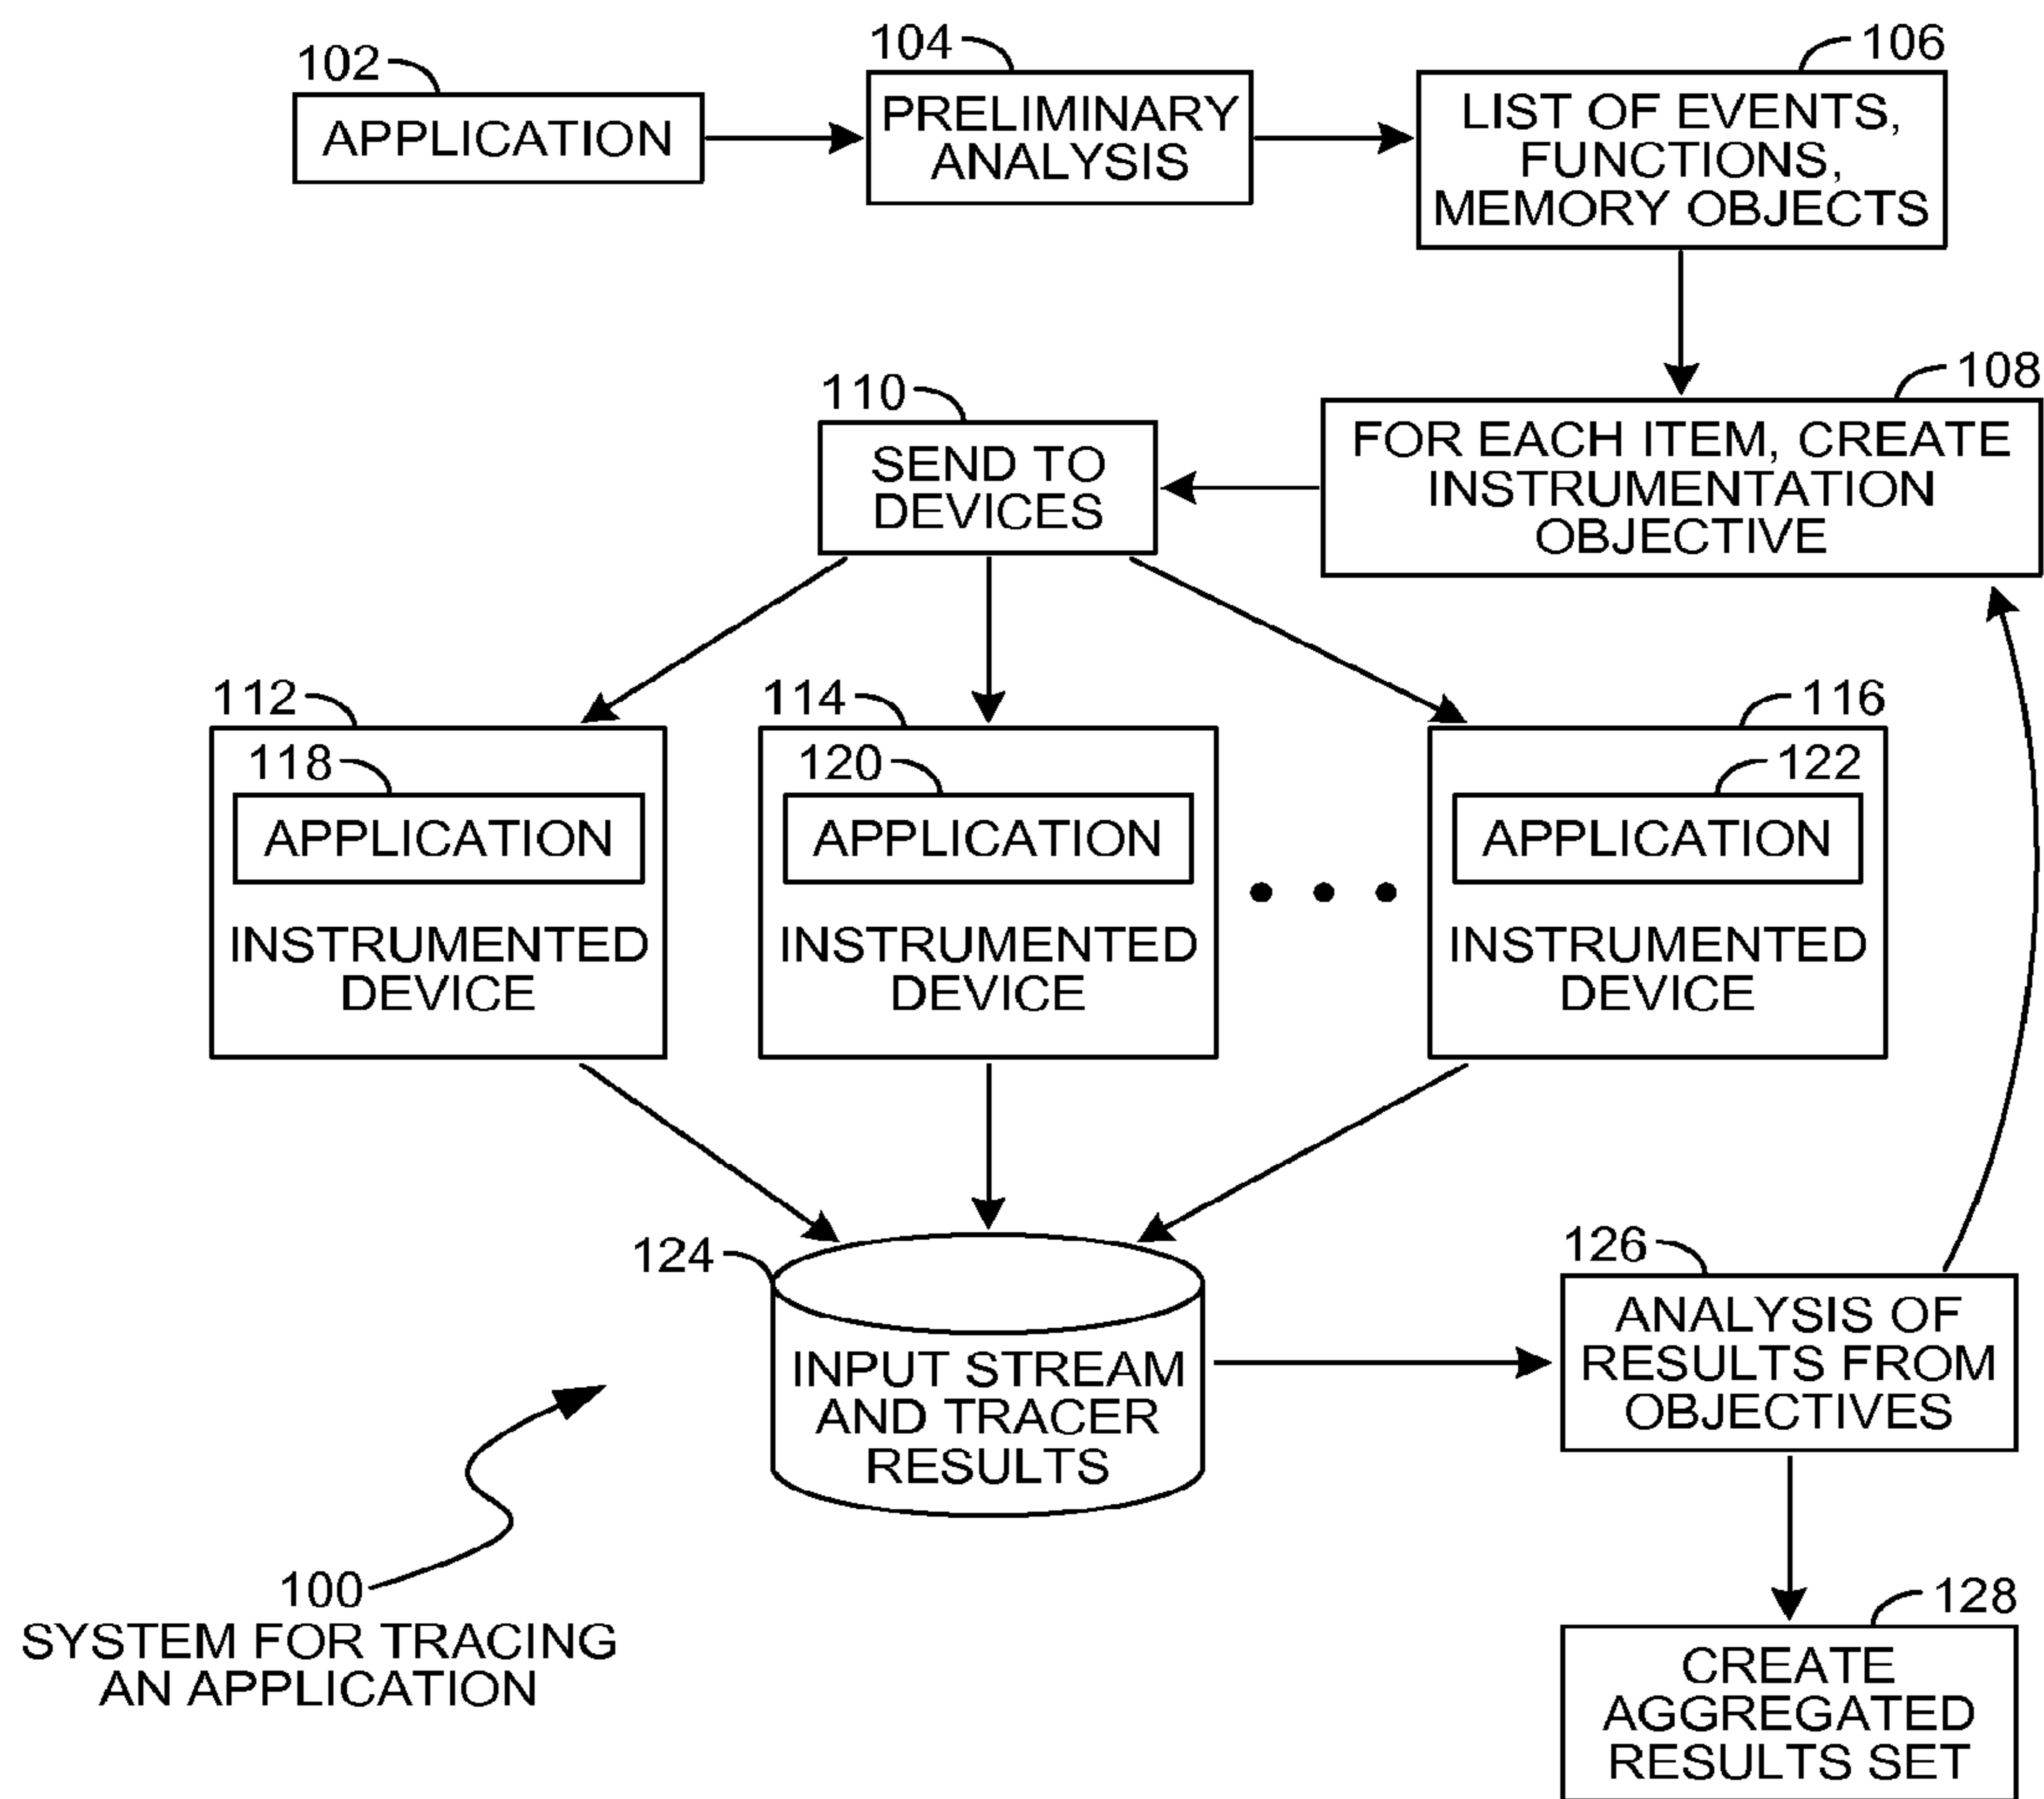 102
APPLICATION
104
PRELIMINARY
ANALYSIS
106
LIST OF EVENTS,
FUNCTIONS,
MEMORY OBJECTS
108
FOR EACH ITEM, CREATE
INSTRUMENTATION
OBJECTIVE
110
SEND TO
DEVICES
112
118
APPLICATION
INSTRUMENTED
DEVICE
114
120
APPLICATION
INSTRUMENTED
DEVICE
116
122
APPLICATION
INSTRUMENTED
DEVICE
124
INPUT STREAM
AND TRACER
RESULTS
126
ANALYSIS OF
RESULTS FROM
OBJECTIVES
128
CREATE
AGGREGATED
RESULTS SET
100
SYSTEM FOR TRACING
AN APPLICATION